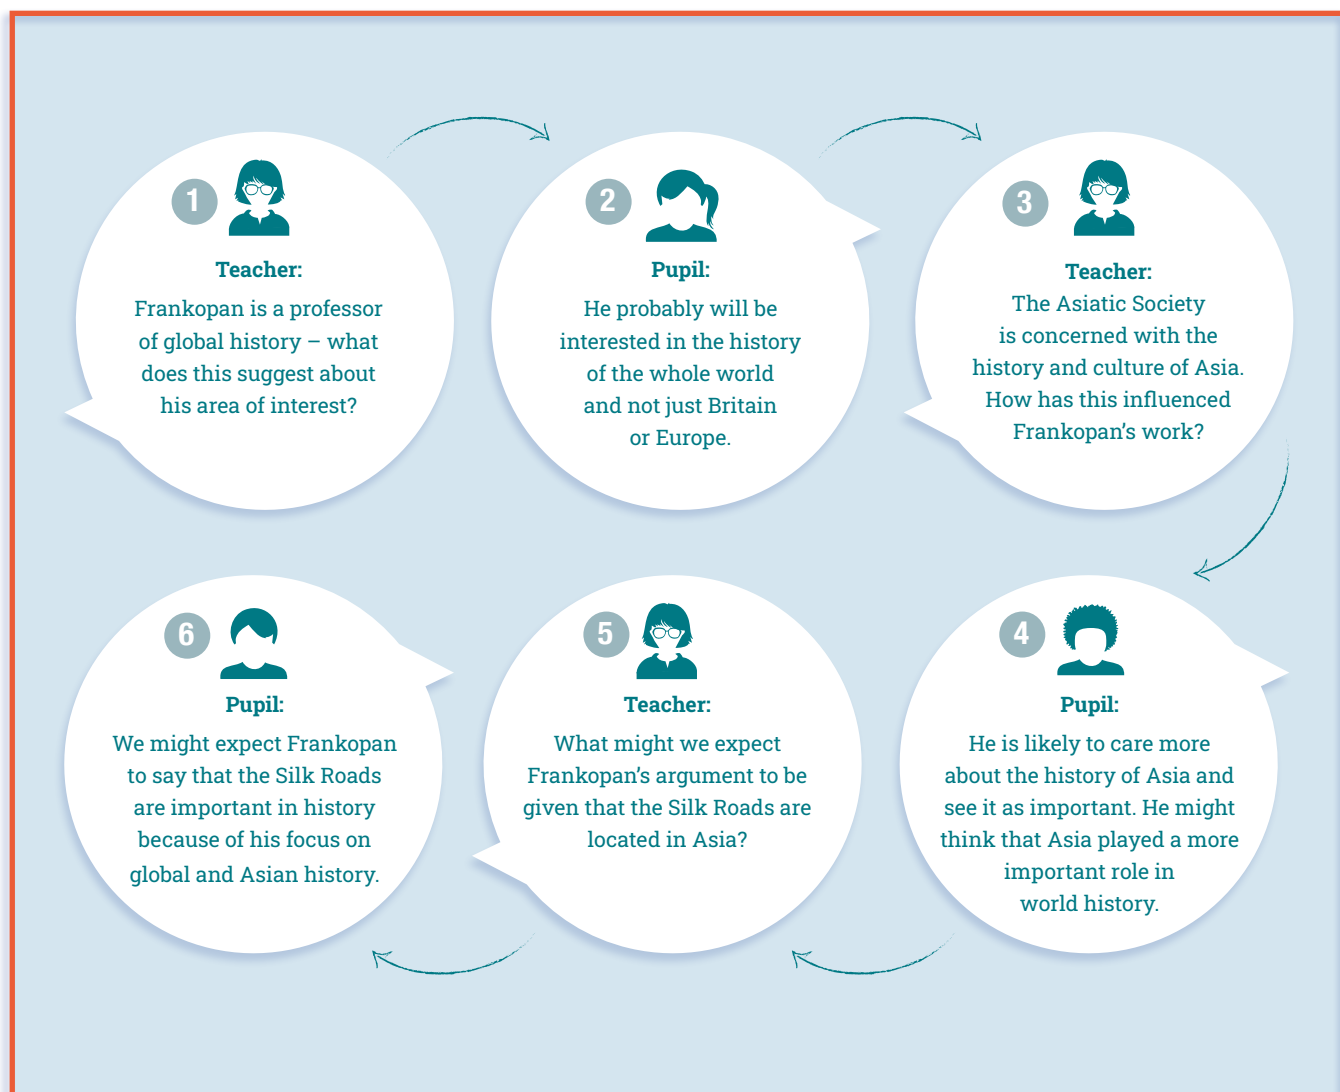 1
Teacher:
Frankopan is a professor
of global history – what
does this suggest about
his area of interest?
2
Pupil:
He probably will be
interested in the history
of the whole world
and not just Britain
or Europe.
3
Teacher:
The Asiatic Society
is concerned with the
history and culture of Asia.
How has this influenced
Frankopan’s work?
4
Pupil:
He is likely to care more
about the history of Asia and
see it as important. He might
think that Asia played a more
important role in
world history.
5
Teacher:
What might we expect
Frankopan’s argument to be
given that the Silk Roads are
located in Asia?
6
Pupil:
We might expect Frankopan
to say that the Silk Roads
are important in history
because of his focus on
global and Asian history.